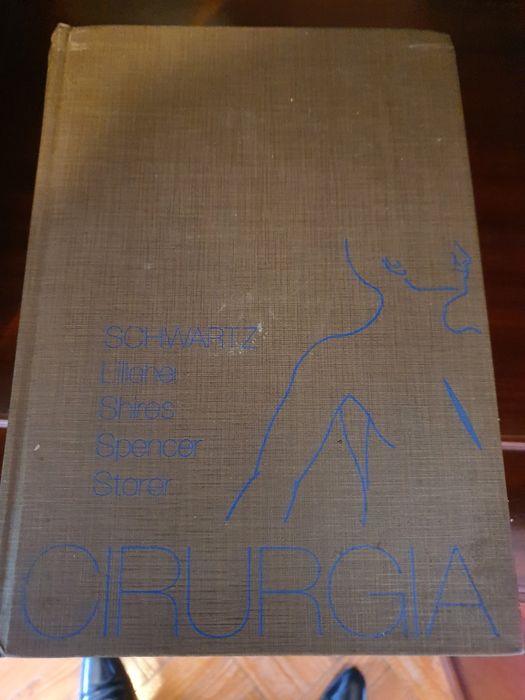 SCHWARTZ
Lillehei
Shires
Spencer
Storer
CIRURGIA